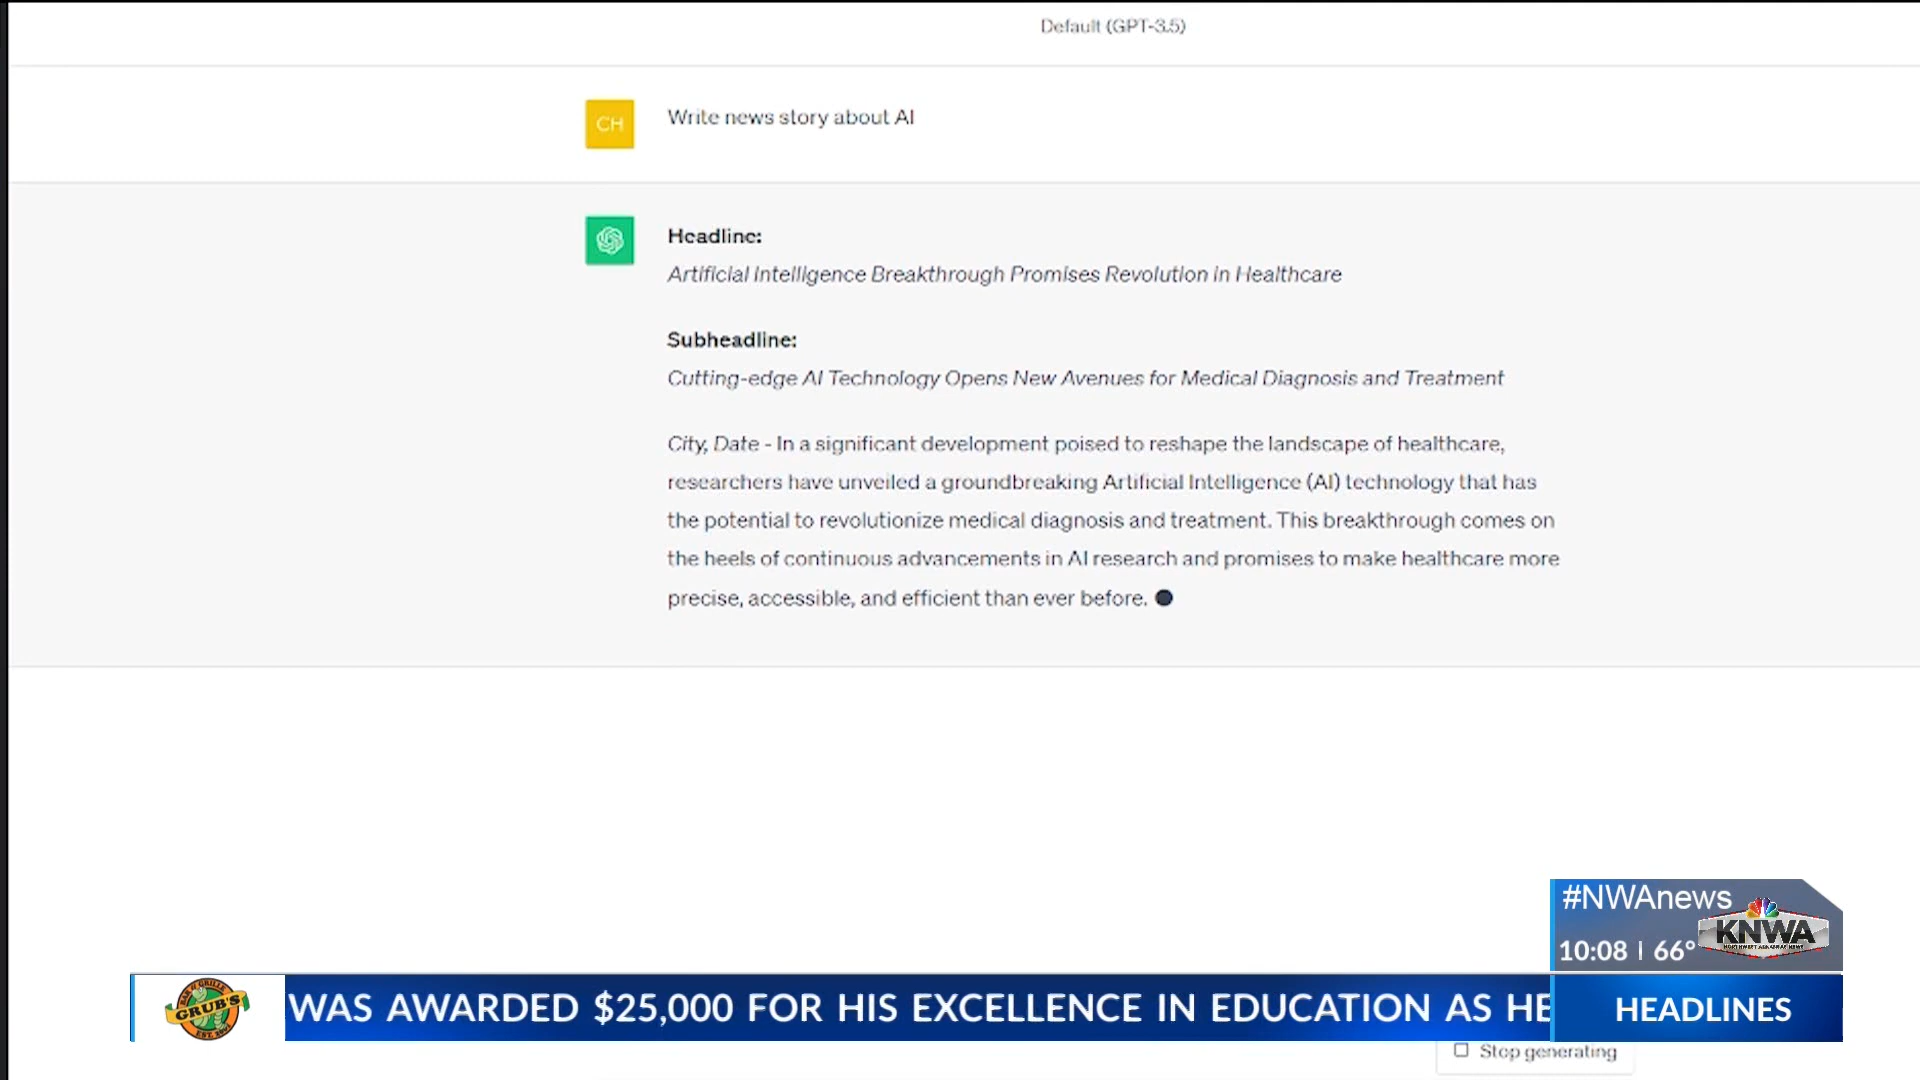 Default (GPT-3.5)
CH
Write news story about AI
Headline:
Artificial Intelligence Breakthrough Promises Revolution in Healthcare
Subheadline:
Cutting-edge AI Technology Opens New Avenues for Medical Diagnosis and Treatment
City, Date - In a significant development poised to reshape the landscape of healthcare,
researchers have unveiled a groundbreaking Artificial Intelligence (AI) technology that has
the potential to revolutionize medical diagnosis and treatment. This breakthrough comes on
the heels of continuous advancements in AI research and promises to make healthcare more
precise, accessible, and efficient than ever before.
#NWAnews
KNWA
NORTHWEST ARKANSAS NEWS
10:08 | 66°
BAR & GRILLE
GRUB'S
WAS AWARDED $25,000 FOR HIS EXCELLENCE IN EDUCATION AS HE
HEADLINES
Stop generating